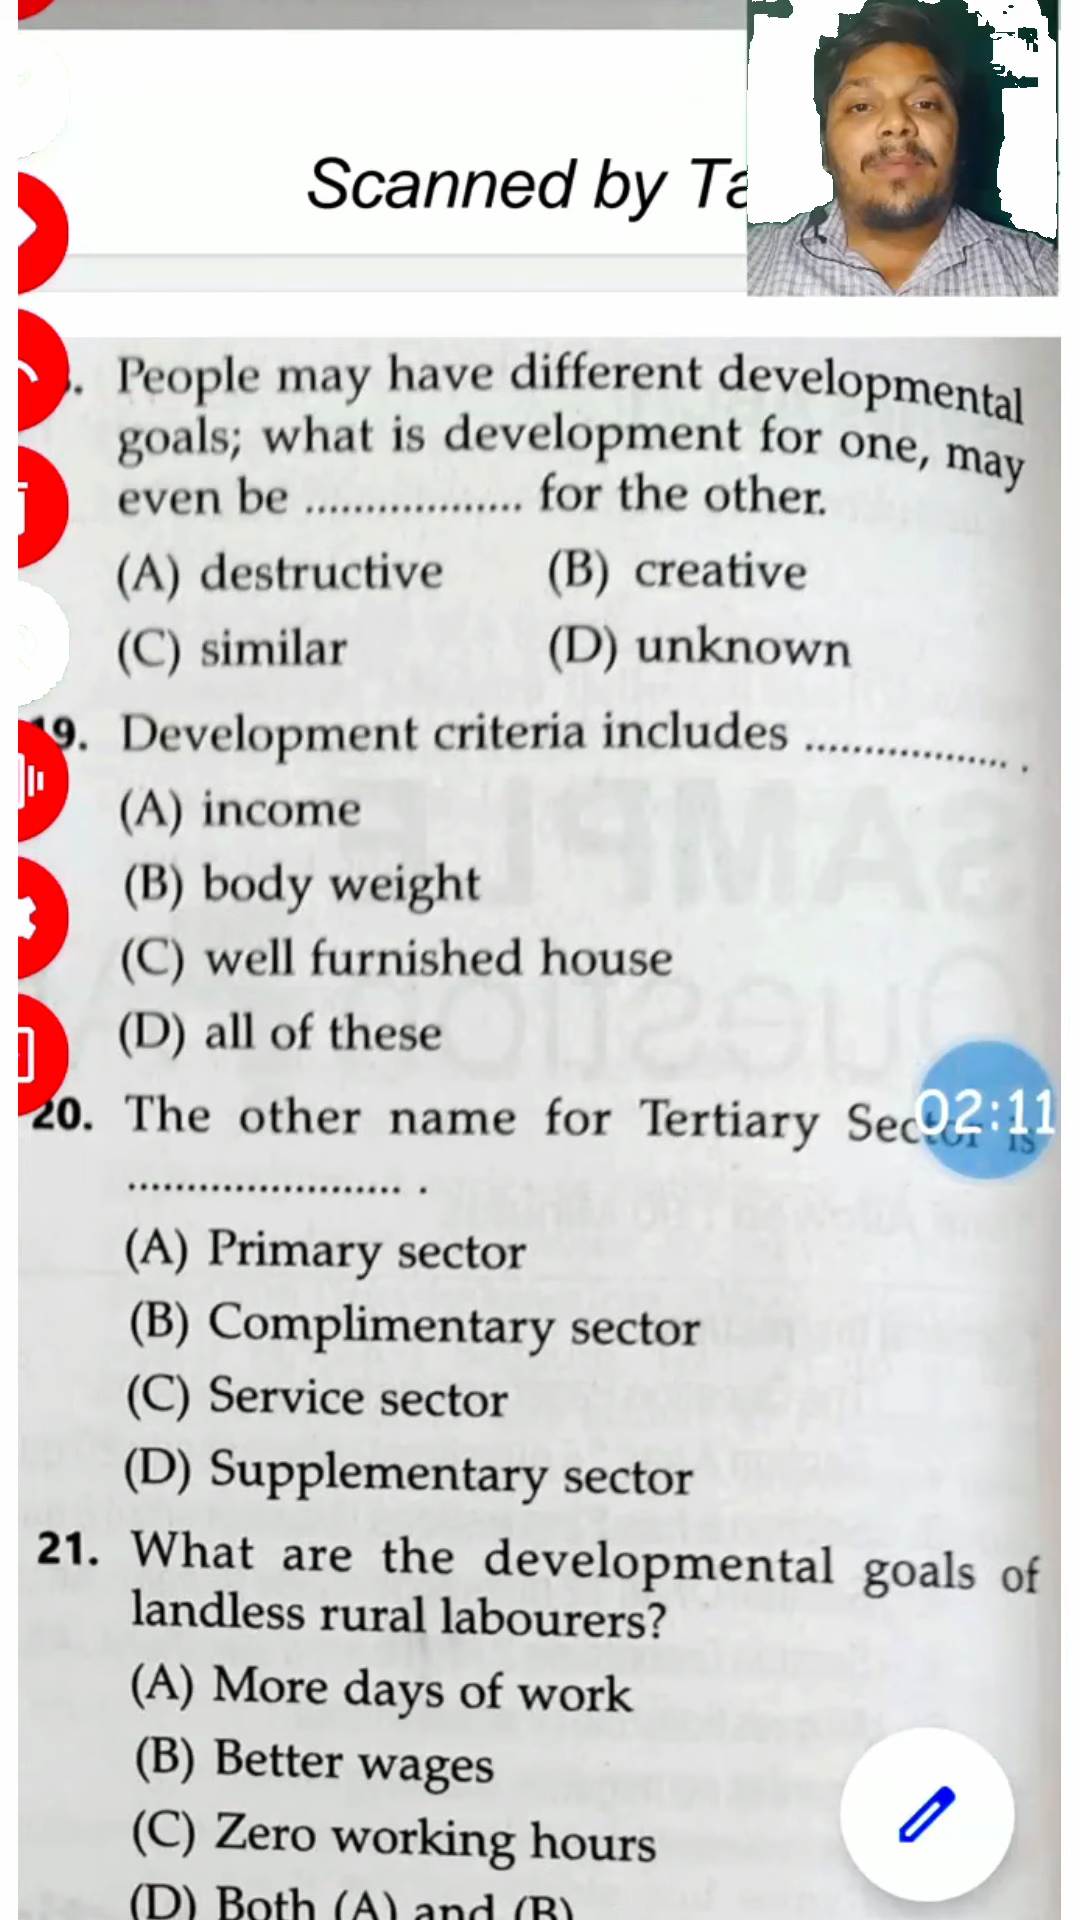 Scanned by Ta
. People may have different developmental
goals; what is development for one, may
even be .................. for the other.
(A) destructive (B) creative
(C) similar (D) unknown
19. Development criteria includes .................. .
(A) income
(B) body weight
(C) well furnished house
(D) all of these
20. The other name for Tertiary Sector is
02:11
....................... .
(A) Primary sector
(B) Complimentary sector
(C) Service sector
(D) Supplementary sector
21. What are the developmental goals of
landless rural labourers?
(A) More days of work
(B) Better wages
(C) Zero working hours
(D) Both (A) and (B)